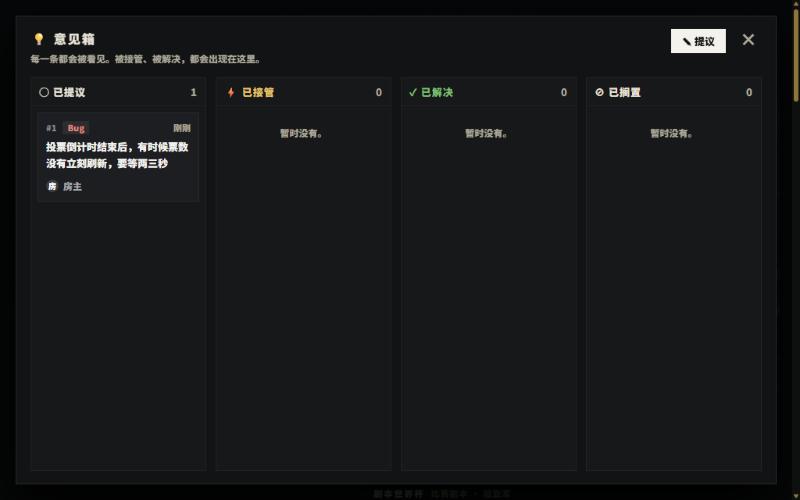 意见箱
提议
每一条都会被看见。被接管、被解决，都会出现在这里。
已提议 1
#1 Bug 刚刚
投票倒计时结束后，有时候票数
没有立刻刷新，要等两三秒
房 房主
已接管 0
暂时没有。
已解决 0
暂时没有。
已搁置 0
暂时没有。